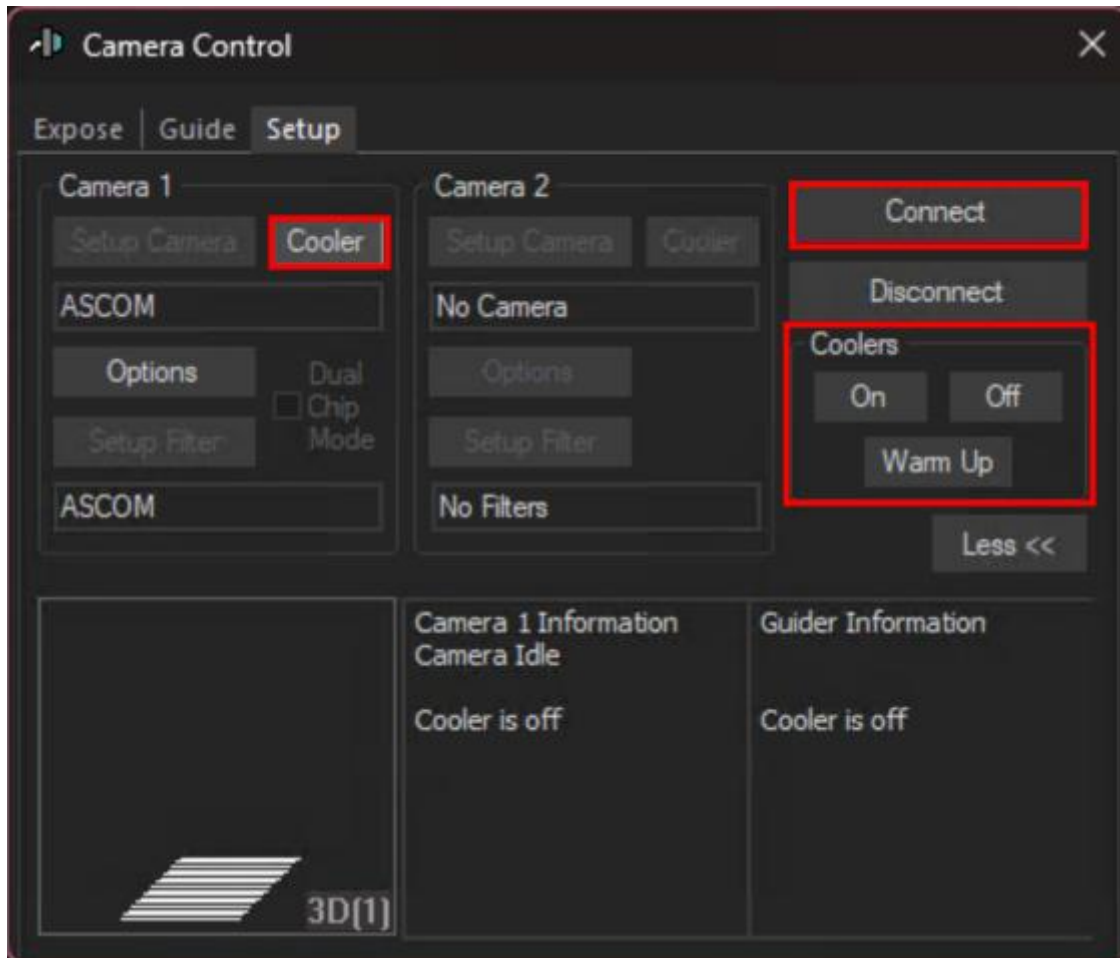 Camera Control
Expose Guide Setup
Camera 1
Setup Camera Cooler
ASCOM
Options
Dual
Chip
Mode
Setup Filter
ASCOM
Camera 2
Setup Camera Cooler
No Camera
Options
Setup Filter
No Filters
Connect
Disconnect
Coolers
On Off
Warm Up
Less <<
3D(1)
Camera 1 Information
Camera Idle
Cooler is off
Guider Information
Cooler is off